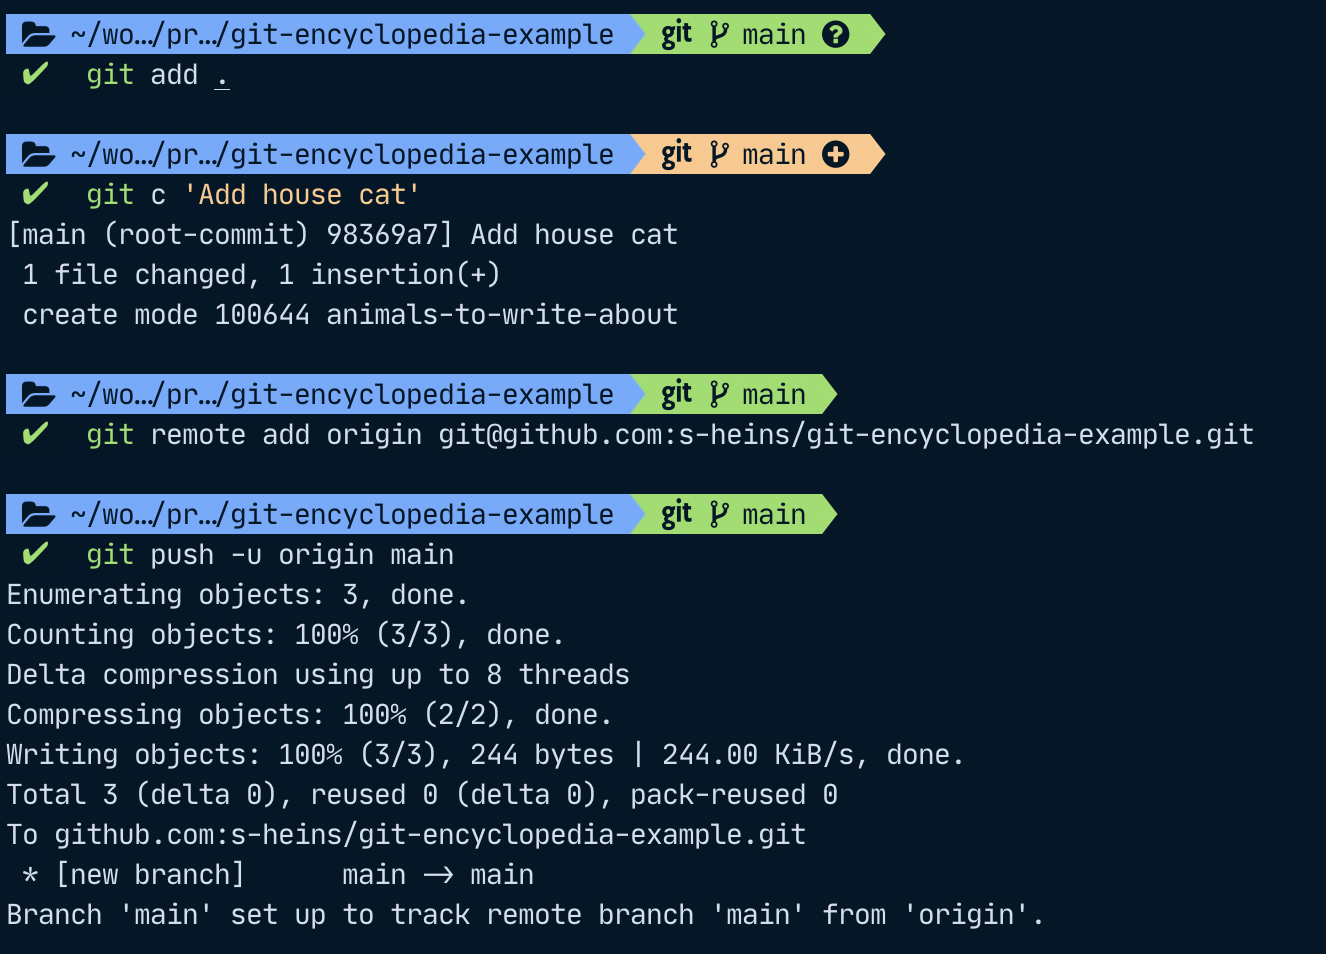 ~/wo…/pr…/git-encyclopedia-example git main ?
✔ git add .
~/wo…/pr…/git-encyclopedia-example git main +
✔ git c 'Add house cat'
[main (root-commit) 98369a7] Add house cat
1 file changed, 1 insertion(+)
create mode 100644 animals-to-write-about
~/wo…/pr…/git-encyclopedia-example git main
✔ git remote add origin git@github.com:s-heins/git-encyclopedia-example.git
~/wo…/pr…/git-encyclopedia-example git main
✔ git push -u origin main
Enumerating objects: 3, done.
Counting objects: 100% (3/3), done.
Delta compression using up to 8 threads
Compressing objects: 100% (2/2), done.
Writing objects: 100% (3/3), 244 bytes | 244.00 KiB/s, done.
Total 3 (delta 0), reused 0 (delta 0), pack-reused 0
To github.com:s-heins/git-encyclopedia-example.git
* [new branch]      main -> main
Branch 'main' set up to track remote branch 'main' from 'origin'.